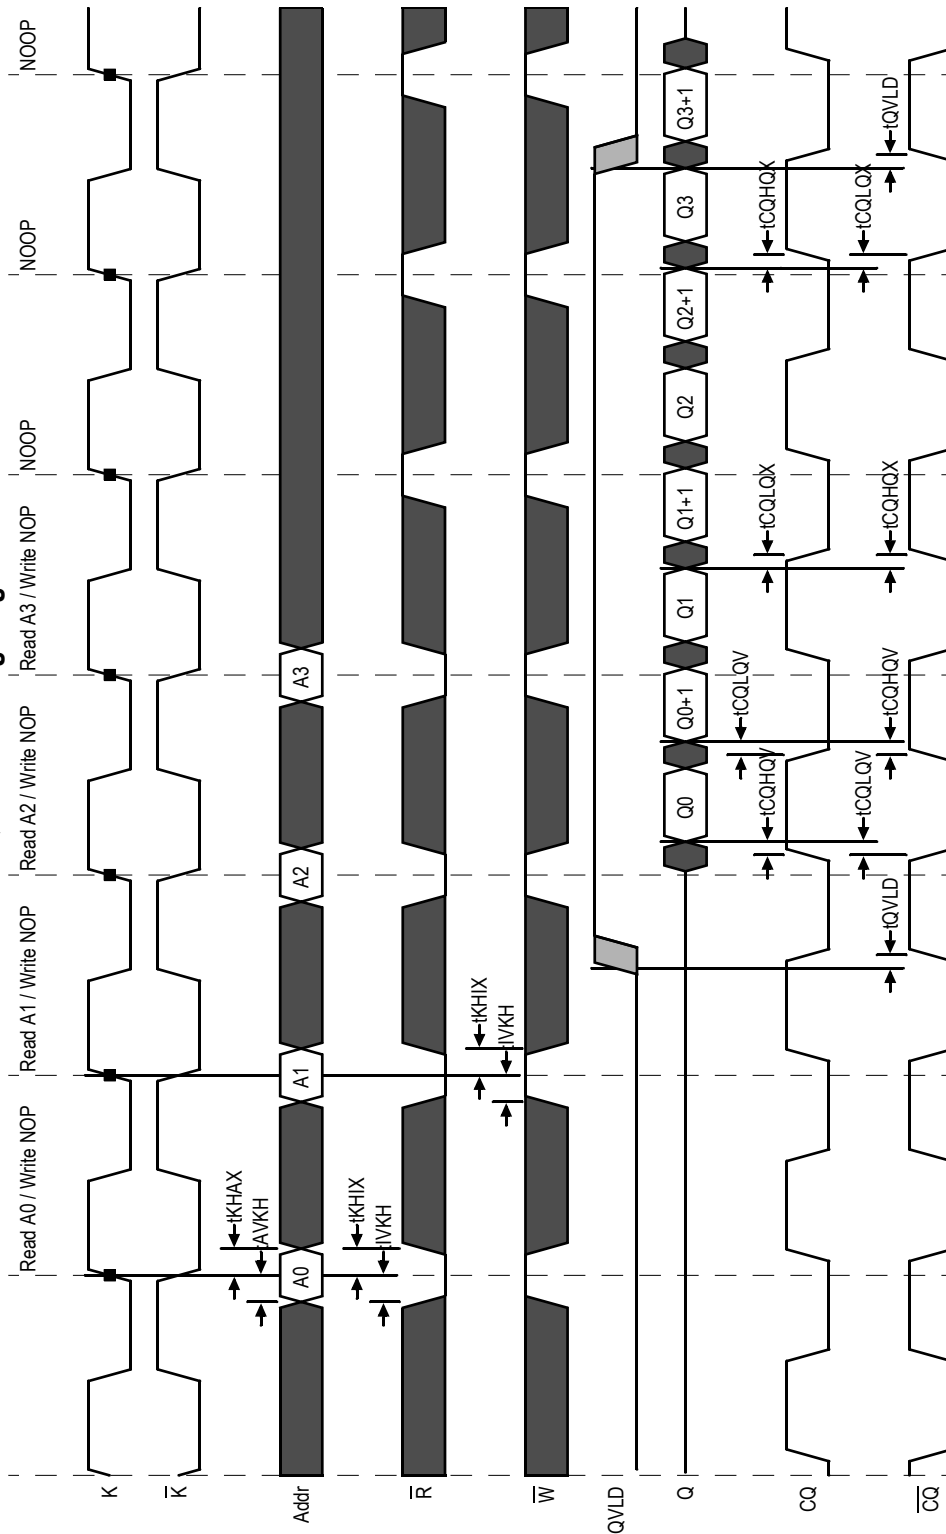 Read A0 / Write NOP
Read A1 / Write NOP
Read A2 / Write NOP
Read A3 / Write NOP
NOOP
NOOP
NOOP
K
K
tKHAX
tAVKH
Addr
A0
A1
A2
A3
tKHIX
tIVKH
R
tKHIX
tIVKH
W
QVLD
Q
Q0
Q0+1
Q1
Q1+1
Q2
Q2+1
Q3
Q3+1
tCQLQV
tCQHQV
tCQLQX
tCQHQX
CQ
tQVLD
tCQLQV
tCQHQV
tCQHQX
tCQLQX
tQVLD
CQ